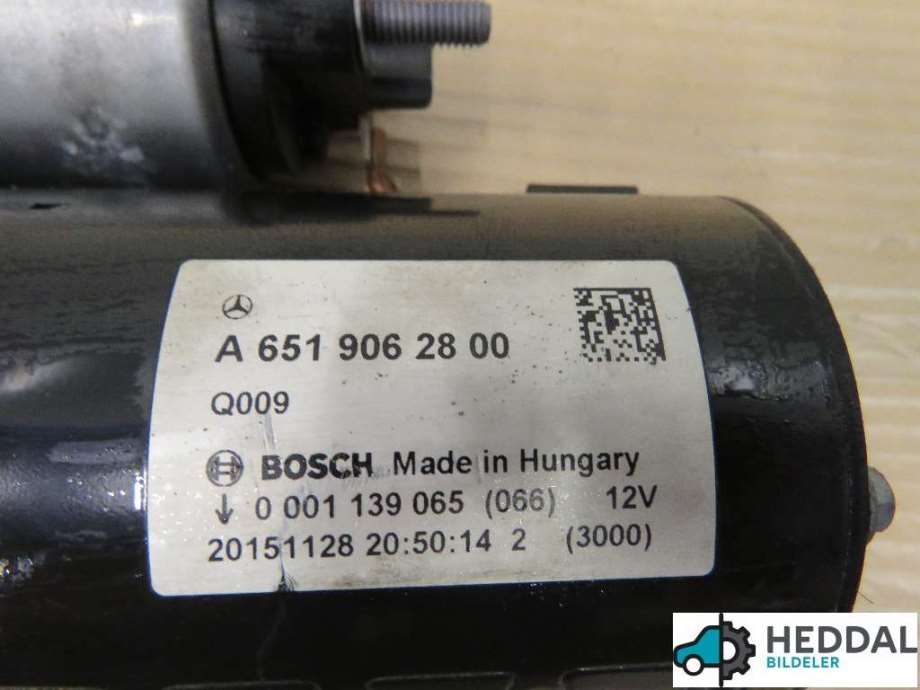 A 651 906 28 00
Q009
BOSCH Made in Hungary
↓ 0 001 139 065 (066) 12V
20151128 20:50:14 2 (3000)
HEDDAL
BILDELER